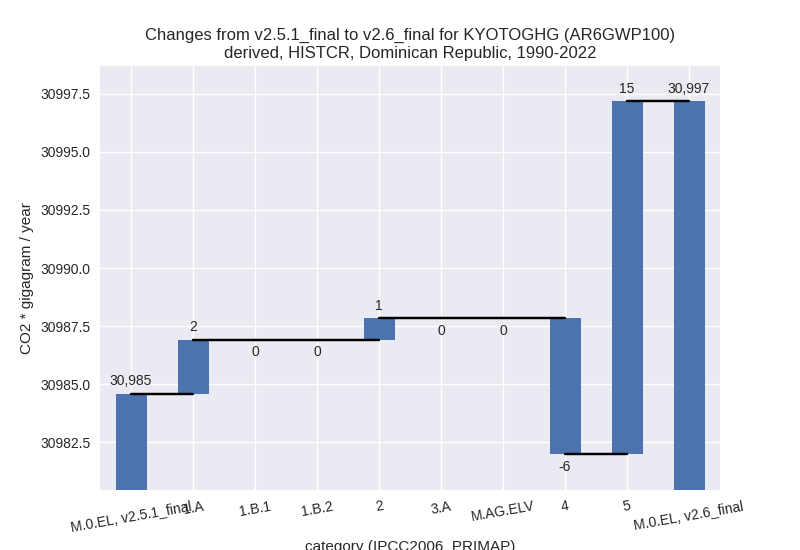 Changes from v2.5.1_final to v2.6_final for KYOTOGHG (AR6GWP100)
derived, HISTCR, Dominican Republic, 1990-2022
CO2 * gigagram / year
30997.5
30995.0
30992.5
30990.0
30987.5
30985.0
30982.5
30,985
2
0
0
1
0
0
-6
15
30,997
M.0.EL, v2.5.1_final
1.A
1.B.1
1.B.2
2
3.A
M.AG.ELV
4
5
M.0.EL, v2.6_final
category (IPCC2006_PRIMAP)